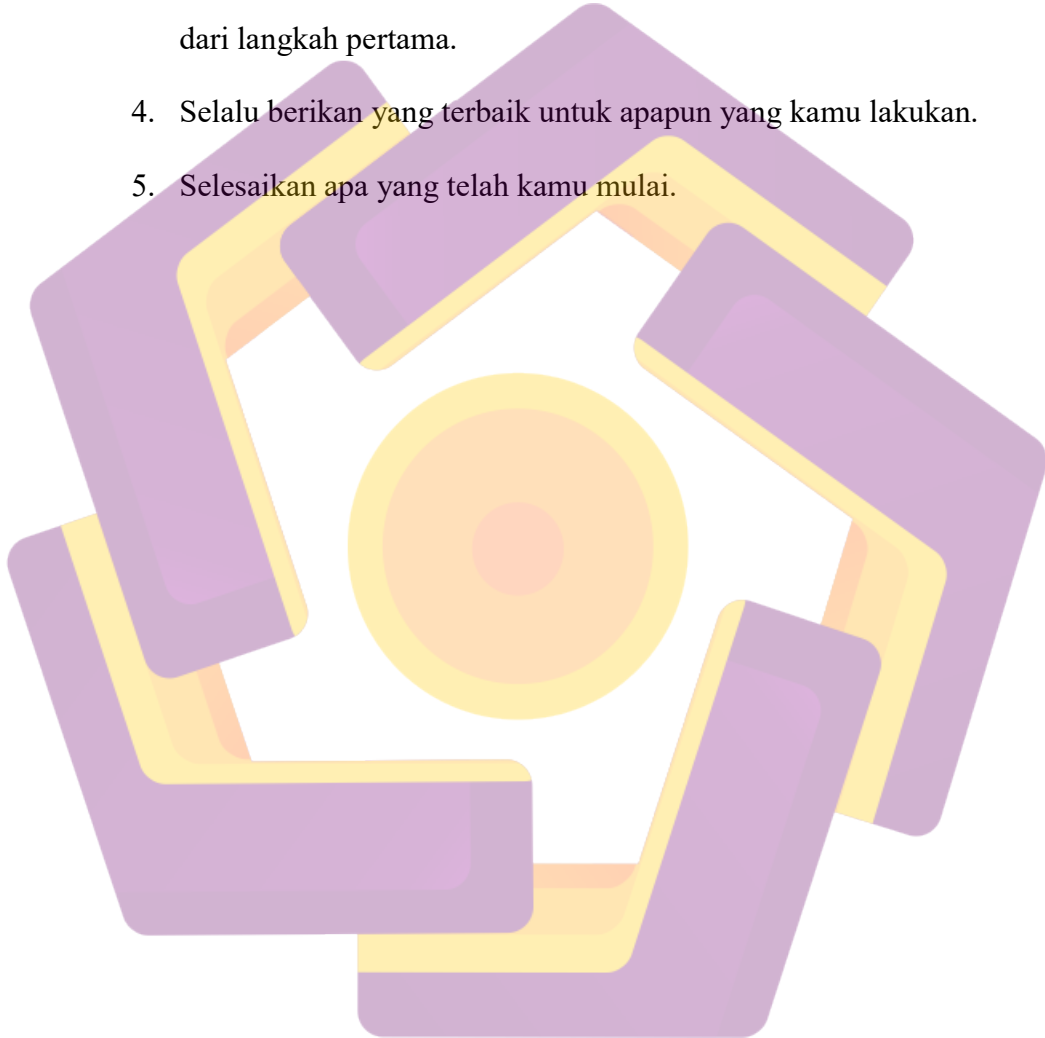 dari langkah pertama.
4. Selalu berikan yang terbaik untuk apapun yang kamu lakukan.
5. Selesaikan apa yang telah kamu mulai.